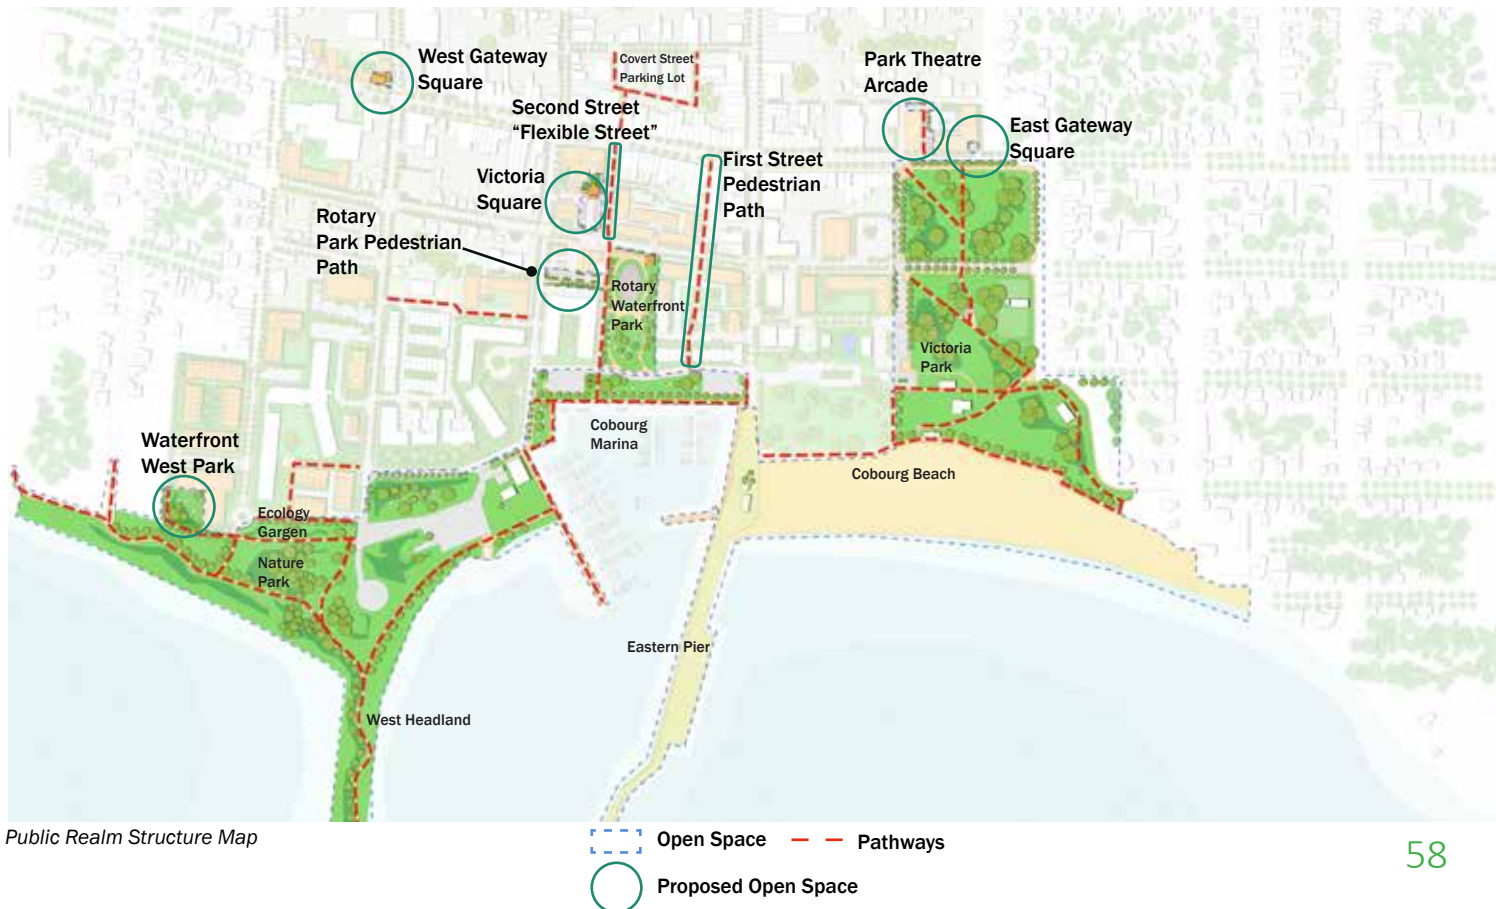 West Gateway
Square
Covert Street
Parking Lot
Park Theatre
Arcade
Second Street
“Flexible Street”
East Gateway
Square
First Street
Pedestrian
Path
Victoria
Square
Rotary
Park Pedestrian
Path
Rotary
Waterfront
Park
Victoria
Park
Cobourg
Marina
Waterfront
West Park
Cobourg Beach
Ecology
Gargen
Nature
Park
Eastern Pier
West Headland
Public Realm Structure Map
Open Space
Pathways
Proposed Open Space
58